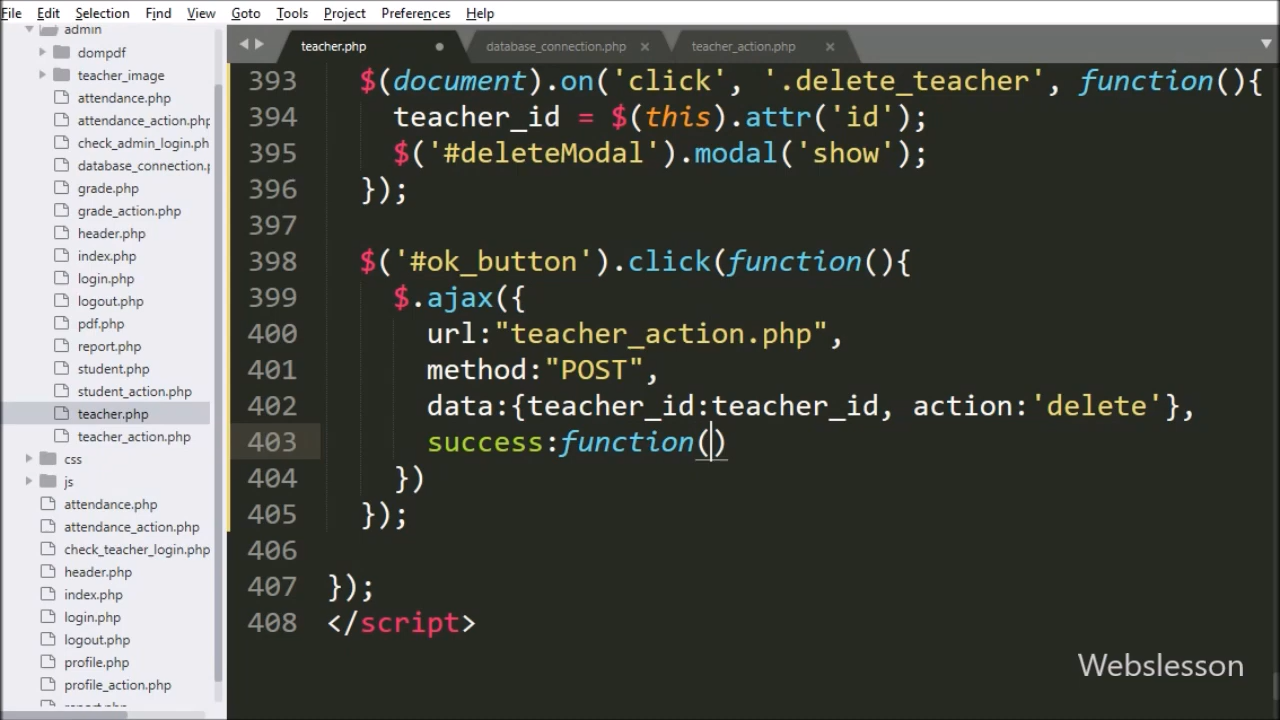 File Edit Selection Find View Goto Tools Project Preferences Help
admin
dompdf
teacher_image
attendance.php
attendance_action.php
check_admin_login.ph
database_connection.p
grade.php
grade_action.php
header.php
index.php
login.php
logout.php
pdf.php
report.php
student.php
student_action.php
teacher.php
teacher_action.php
css
js
attendance.php
attendance_action.php
check_teacher_login.php
header.php
index.php
login.php
logout.php
profile.php
profile_action.php
report.php
teacher.php database_connection.php teacher_action.php
393 $(document).on('click', '.delete_teacher', function(){
394 teacher_id = $(this).attr('id');
395 $('#deleteModal').modal('show');
396 });
397
398 $('#ok_button').click(function(){
399 $.ajax({
400 url:"teacher_action.php",
401 method:"POST",
402 data:{teacher_id:teacher_id, action:'delete'},
403 success:function()
404 })
405 });
406
407 });
408 </script>
Webslesson